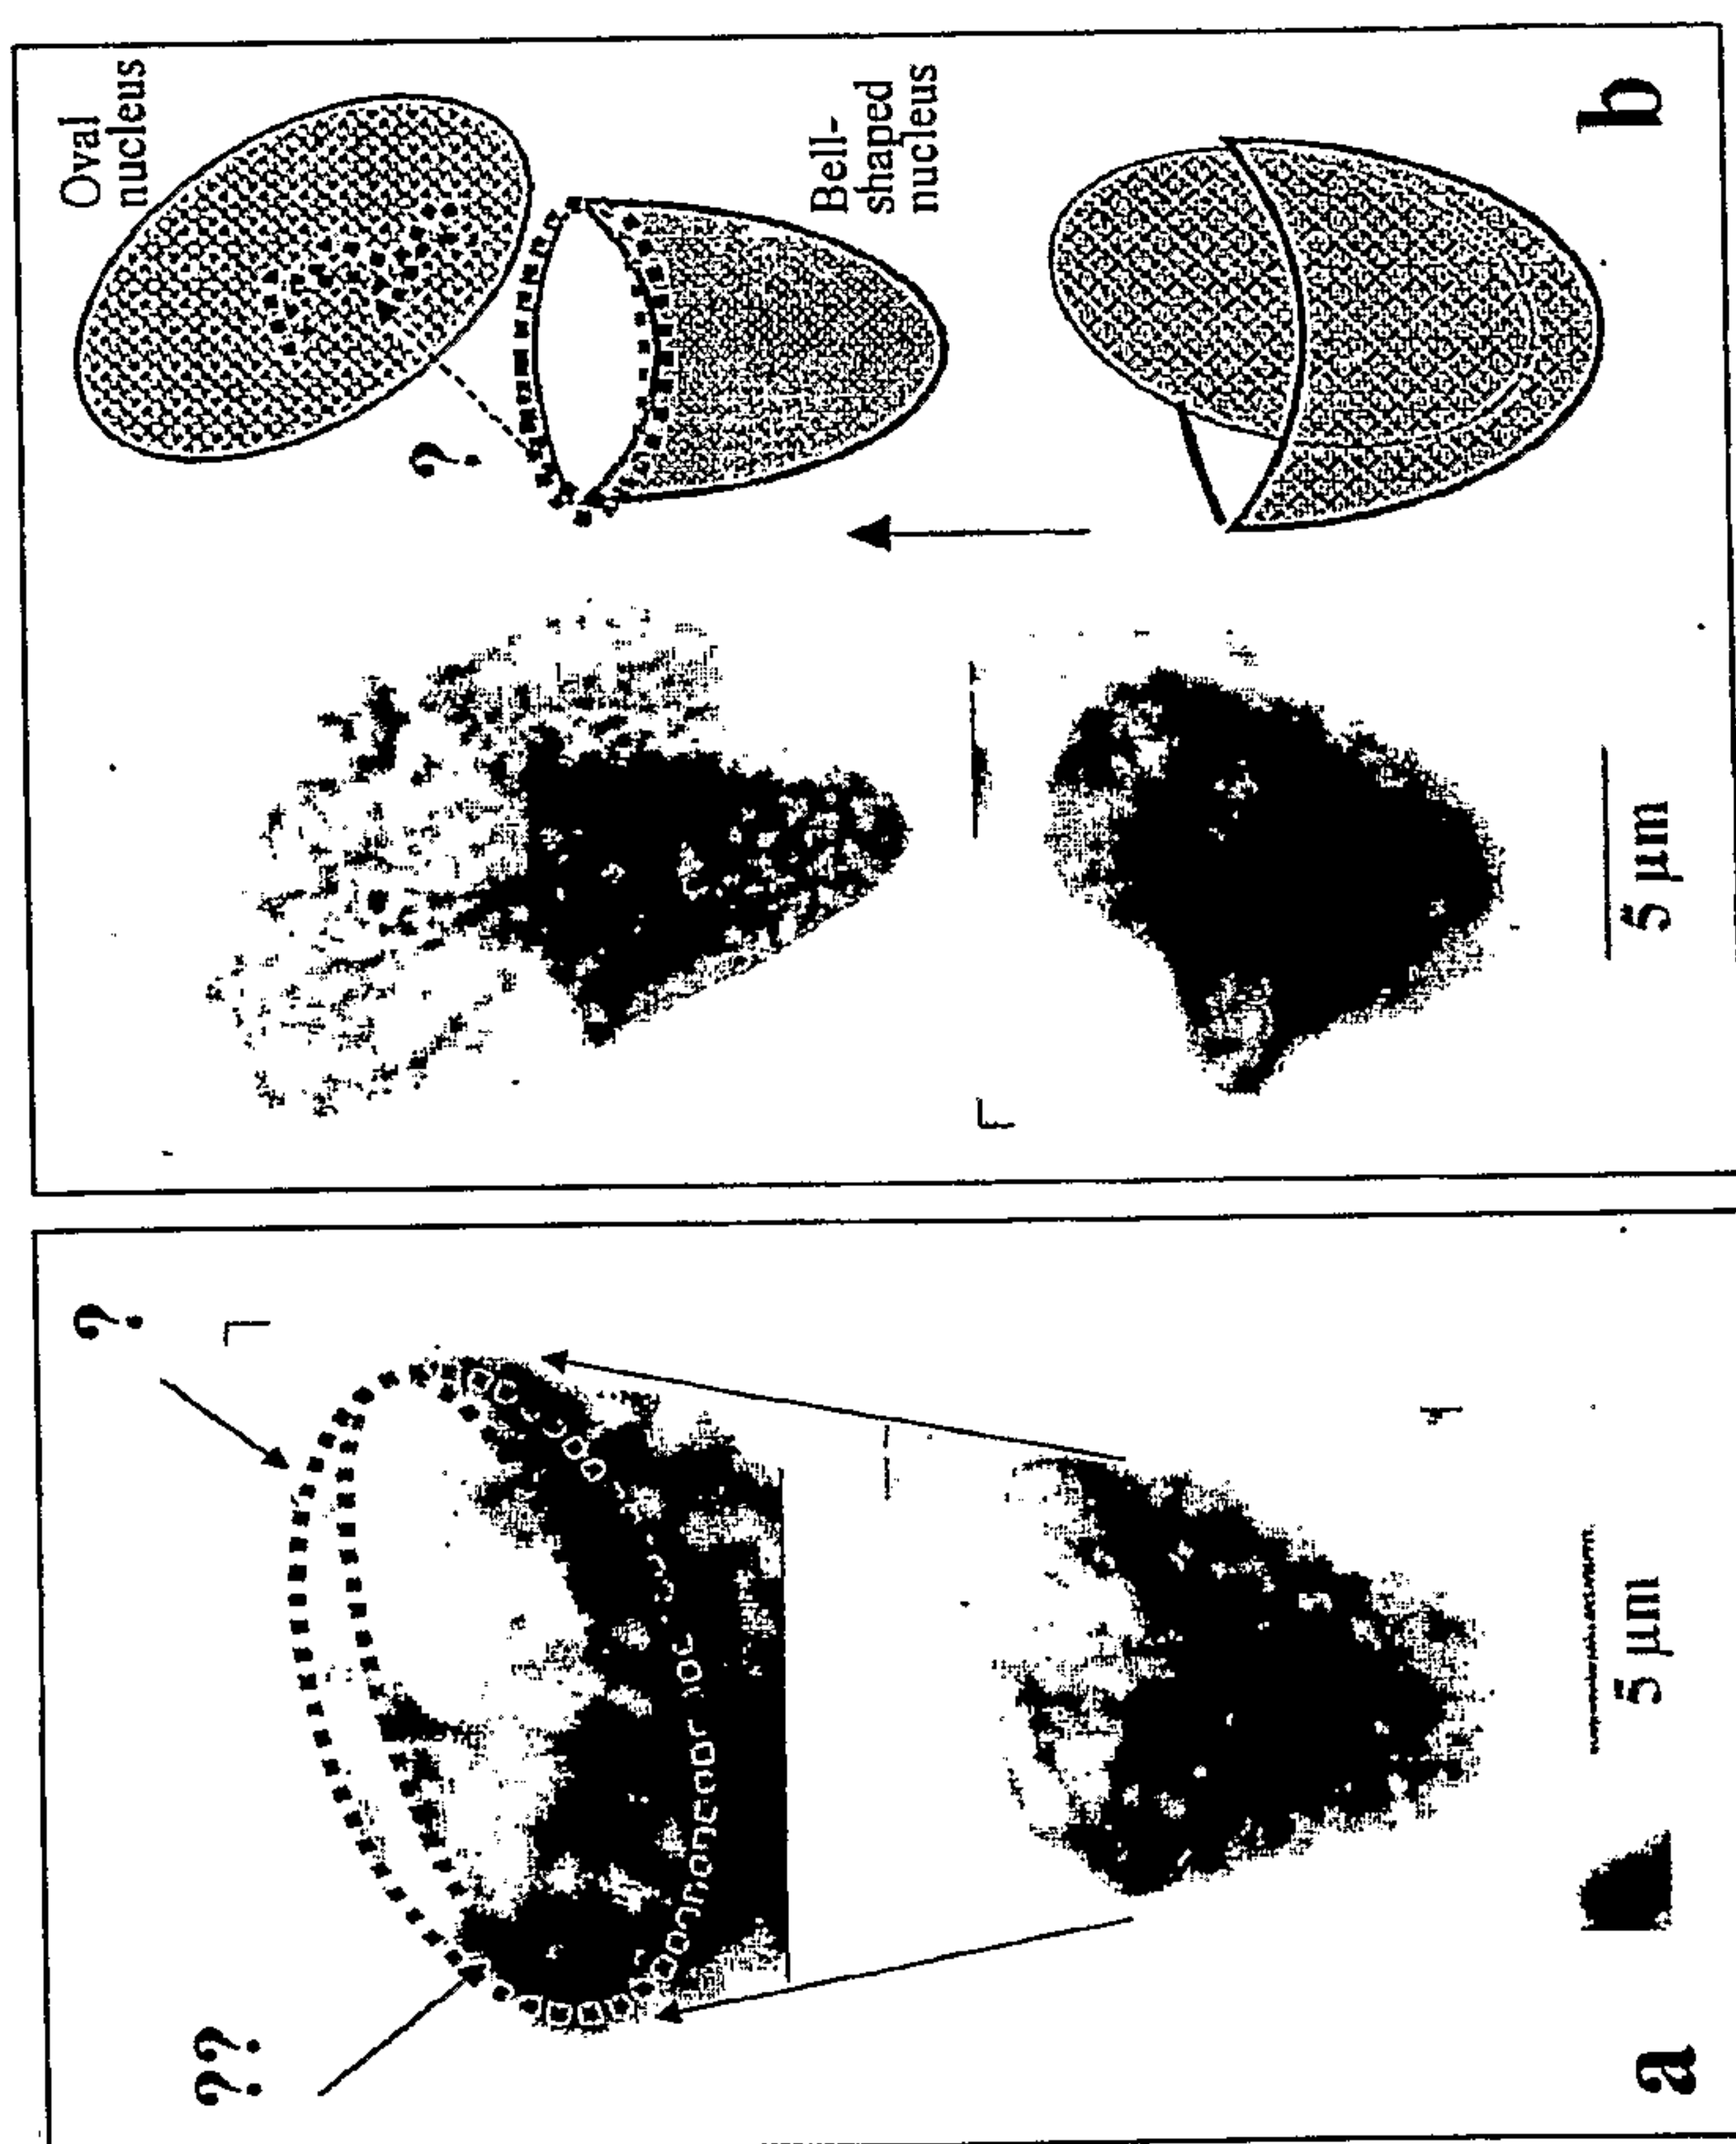 Oval
nucleus
?
Bell-
shaped
nucleus
b
5 µm
?
??
5 µm
a